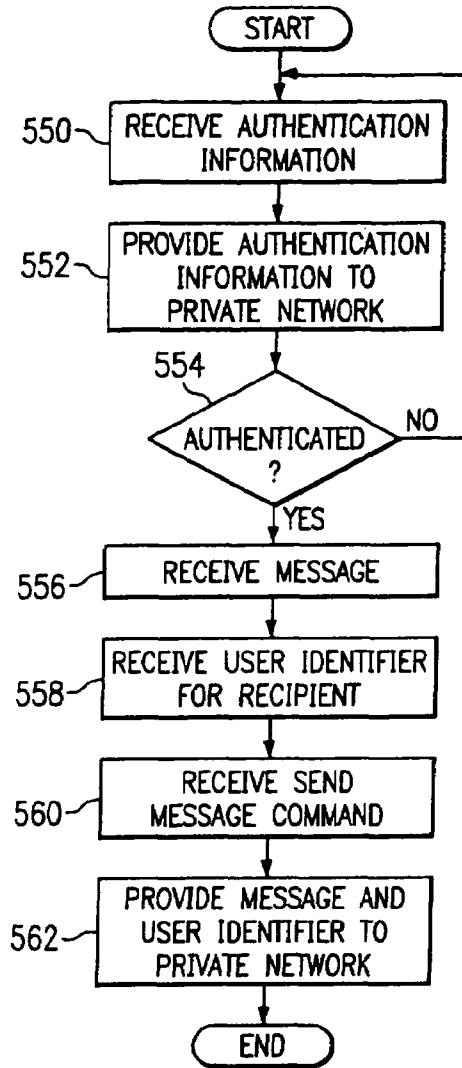 START
550
RECEIVE AUTHENTICATION
INFORMATION
552
PROVIDE AUTHENTICATION
INFORMATION TO
PRIVATE NETWORK
554
AUTHENTICATED
?
NO
YES
556
RECEIVE MESSAGE
558
RECEIVE USER IDENTIFIER
FOR RECIPIENT
560
RECEIVE SEND
MESSAGE COMMAND
562
PROVIDE MESSAGE AND
USER IDENTIFIER TO
PRIVATE NETWORK
END